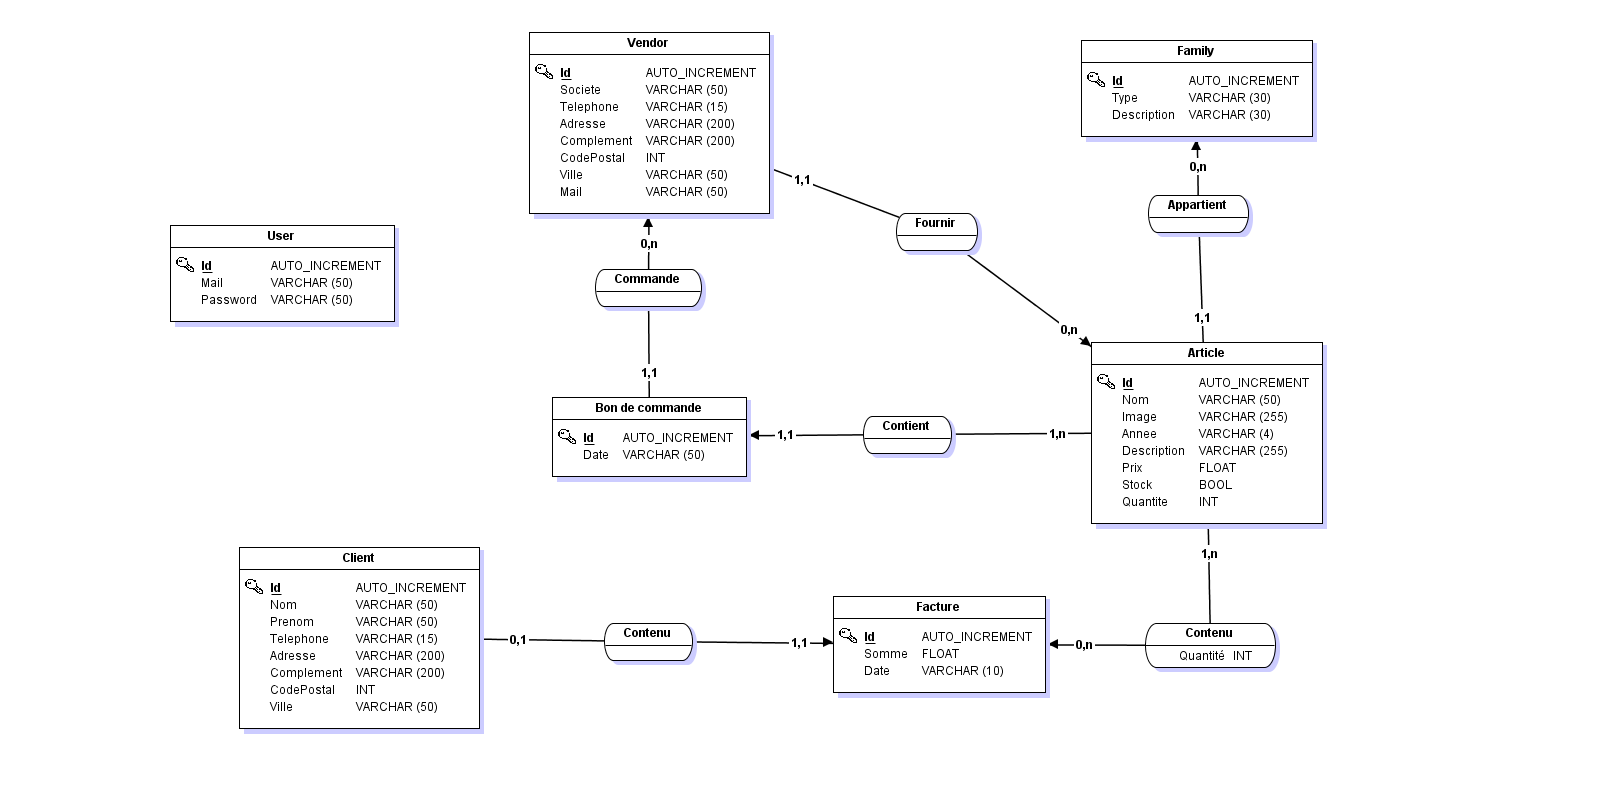 Vendor
Id AUTO_INCREMENT
Societe VARCHAR (50)
Telephone VARCHAR (15)
Adresse VARCHAR (200)
Complement VARCHAR (200)
CodePostal INT
Ville VARCHAR (50)
Mail VARCHAR (50)
Family
Id AUTO_INCREMENT
Type VARCHAR (30)
Description VARCHAR (30)
1,1
Fournir
0,n
0,n
Appartient
1,1
User
Id AUTO_INCREMENT
Mail VARCHAR (50)
Password VARCHAR (50)
0,n
Commande
1,1
Bon de commande
Id AUTO_INCREMENT
Date VARCHAR (50)
1,1
Contient
1,n
Article
Id AUTO_INCREMENT
Nom VARCHAR (50)
Image VARCHAR (255)
Annee VARCHAR (4)
Description VARCHAR (255)
Prix FLOAT
Stock BOOL
Quantite INT
1,n
Client
Id AUTO_INCREMENT
Nom VARCHAR (50)
Prenom VARCHAR (50)
Telephone VARCHAR (15)
Adresse VARCHAR (200)
Complement VARCHAR (200)
CodePostal INT
Ville VARCHAR (50)
0,1
Contenu
1,1
Facture
Id AUTO_INCREMENT
Somme FLOAT
Date VARCHAR (10)
0,n
Contenu
Quantité INT